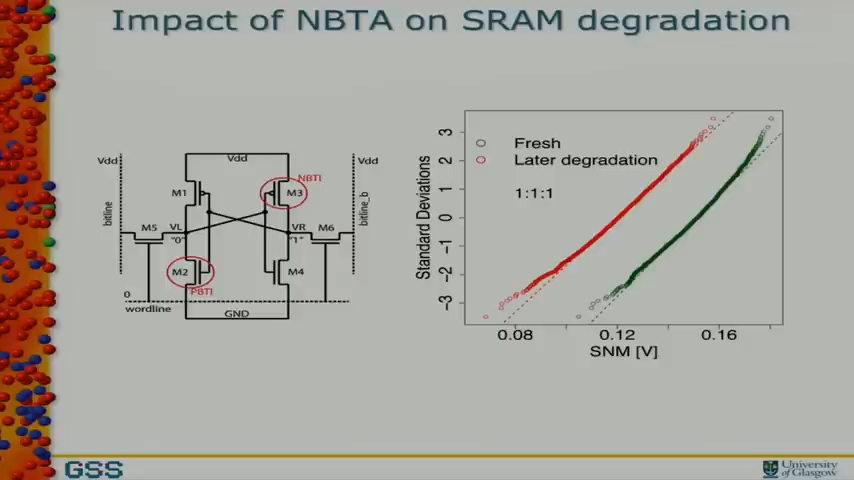 Impact of NBTA on SRAM degradation
Vdd
Vdd
Vdd
NBTI
M1
M3
bitline
bitline_b
M5
VL
VR
M6
"0"
"1"
M2
M4
PBTI
0
wordline
GND
Fresh
Later degradation
1:1:1
Standard Deviations
3
2
1
0
−1
−2
−3
0.08
0.12
0.16
SNM [V]
GSS
University
of Glasgow